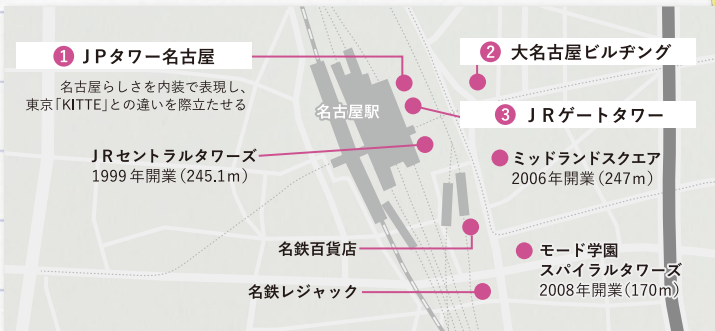 1 JPタワー名古屋
名古屋らしさを内装で表現し、
東京「KITTE」との違いを際立たせる
2 大名古屋ビルヂング
名古屋駅
3 JRゲートタワー
JRセントラルタワーズ
1999年開業(245.1m)
ミッドランドスクエア
2006年開業(247m)
名鉄百貨店
モード学園
スパイラルタワーズ
2008年開業(170m)
名鉄レジャック